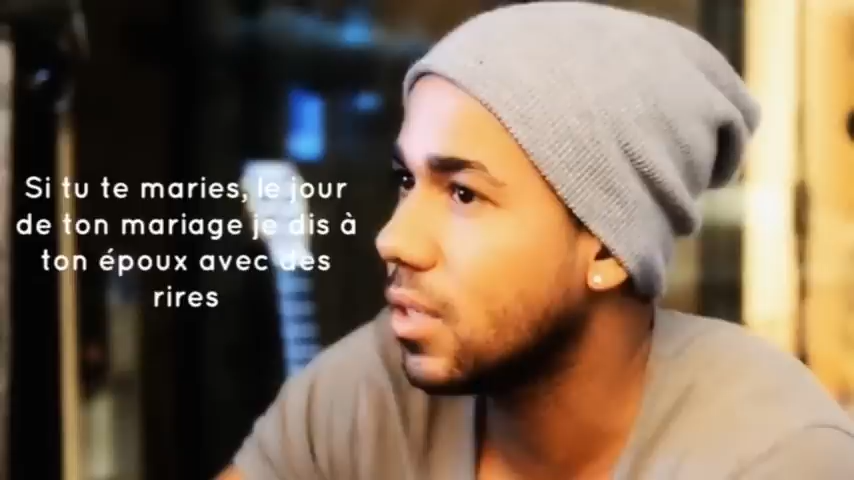 Si tu te maries, le jour
de ton mariage je dis à
ton époux avec des
rires